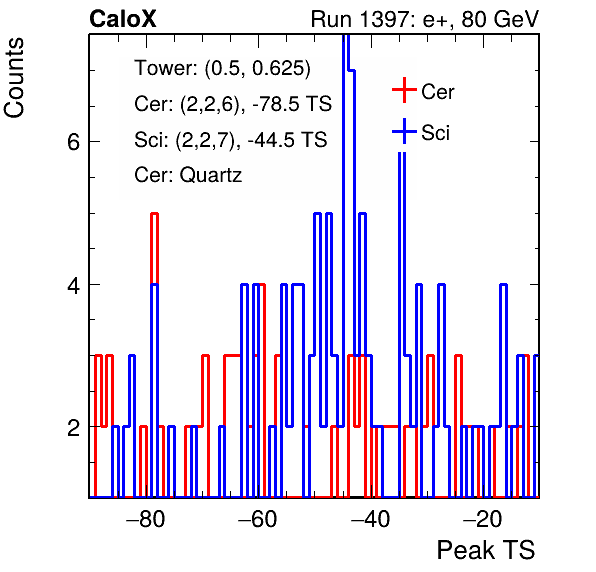 CaloX
Run 1397: e+, 80 GeV
Counts
Tower: (0.5, 0.625)
Cer: (2,2,6), -78.5 TS
Sci: (2,2,7), -44.5 TS
Cer: Quartz
Cer
Sci
6
4
2
−80
−60
−40
−20
Peak TS